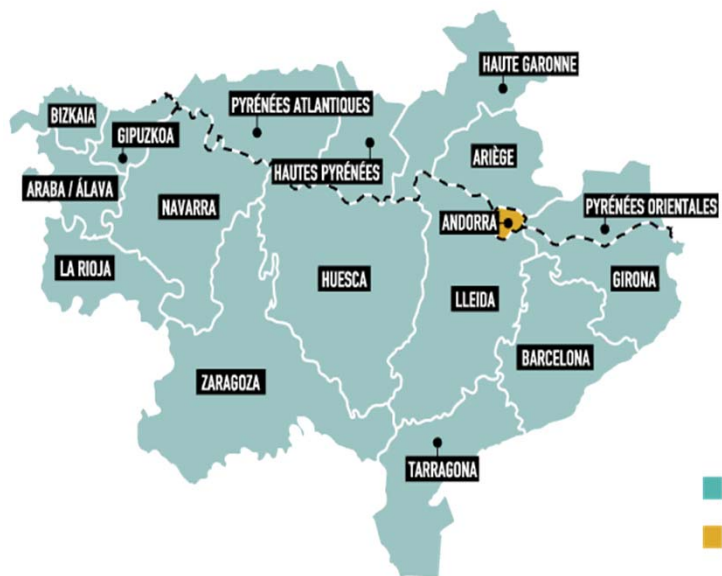 HAUTE GARONNE
PYRÉNÉES ATLANTIQUES
BIZKAIA
GIPUZKOA
ARIÈGE
HAUTES PYRÉNÉES
ARABA / ÁLAVA
NAVARRA
PYRÉNÉES ORIENTALES
ANDORRA
LA RIOJA
HUESCA
GIRONA
LLEIDA
BARCELONA
ZARAGOZA
TARRAGONA